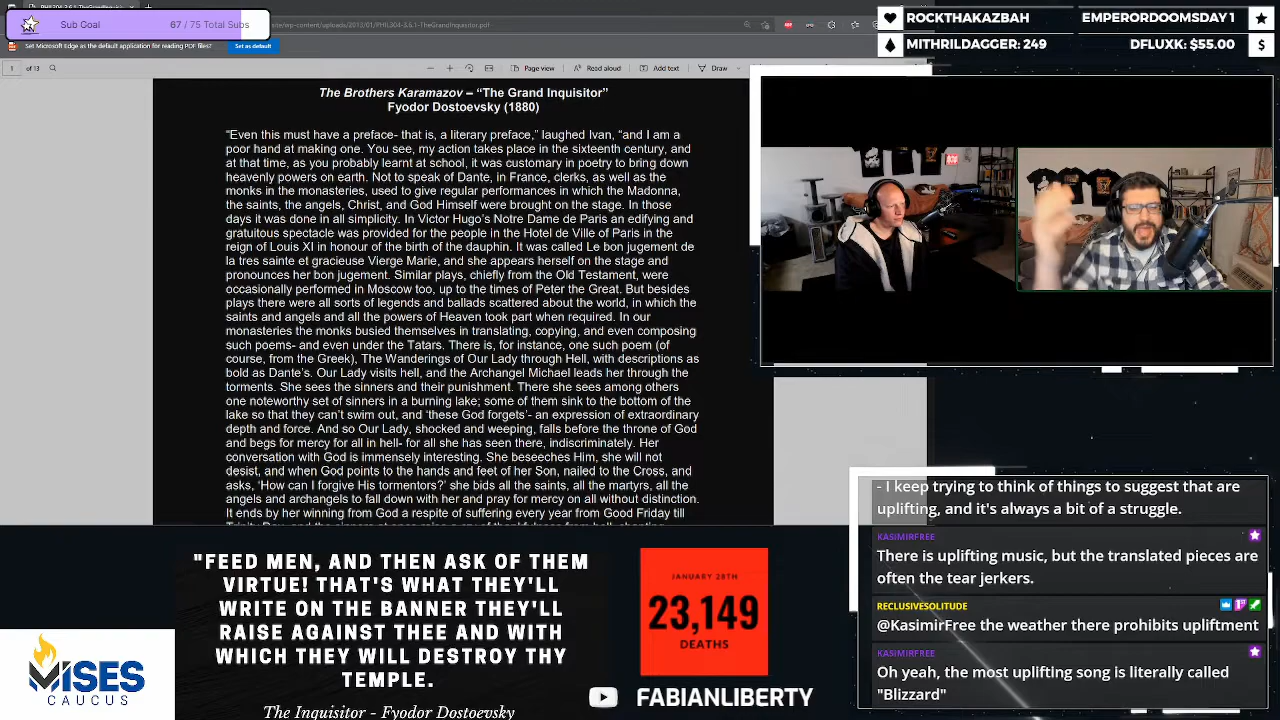 Sub Goal 67 / 75 Total Subs
PHIL304-3.6.1-TheGrandInquisitor
/wp-content/uploads/2012/01/PHIL304-3.6.1-TheGrandInquisitor.pdf
Set Microsoft Edge as the default application for reading PDF files?
Set as default
1 of 13
Page view
Read aloud
Add text
Draw
ROCKTHAKAZBAH
EMPERORDOOMSDAY 1
MITHRILDAGGER: 249
DFLUXK: $55.00
The Brothers Karamazov – “The Grand Inquisitor”
Fyodor Dostoevsky (1880)
“Even this must have a preface- that is, a literary preface,” laughed Ivan, “and I am a
poor hand at making one. You see, my action takes place in the sixteenth century, and
at that time, as you probably learnt at school, it was customary in poetry to bring down
heavenly powers on earth. Not to speak of Dante, in France, clerks, as well as the
monks in the monasteries, used to give regular performances in which the Madonna,
the saints, the angels, Christ, and God Himself were brought on the stage. In those
days it was done in all simplicity. In Victor Hugo’s Notre Dame de Paris an edifying and
gratuitous spectacle was provided for the people in the Hotel de Ville of Paris in the
reign of Louis XI in honour of the birth of the dauphin. It was called Le bon jugement de
la tres sainte et gracieuse Vierge Marie, and she appears herself on the stage and
pronounces her bon jugement. Similar plays, chiefly from the Old Testament, were
occasionally performed in Moscow too, up to the times of Peter the Great. But besides
plays there were all sorts of legends and ballads scattered about the world, in which the
saints and angels and all the powers of Heaven took part when required. In our
monasteries the monks busied themselves in translating, copying, and even composing
such poems- and even under the Tatars. There is, for instance, one such poem (of
course, from the Greek), The Wanderings of Our Lady through Hell, with descriptions as
bold as Dante’s. Our Lady visits hell, and the Archangel Michael leads her through the
torments. She sees the sinners and their punishment. There she sees among others
one noteworthy set of sinners in a burning lake; some of them sink to the bottom of the
lake so that they can’t swim out, and ‘these God forgets’- an expression of extraordinary
depth and force. And so Our Lady, shocked and weeping, falls before the throne of God
and begs for mercy for all in hell- for all she has seen there, indiscriminately. Her
conversation with God is immensely interesting. She beseeches Him, she will not
desist, and when God points to the hands and feet of her Son, nailed to the Cross, and
asks, ‘How can I forgive His tormentors?’ she bids all the saints, all the martyrs, all the
angels and archangels to fall down with her and pray for mercy on all without distinction.
It ends by her winning from God a respite of suffering every year from Good Friday till
- I keep trying to think of things to suggest that are
uplifting, and it's always a bit of a struggle.
KASIMIRFREE
There is uplifting music, but the translated pieces are
often the tear jerkers.
RECLUSIVESOLITUDE
@KasimirFree the weather there prohibits upliftment
KASIMIRFREE
Oh yeah, the most uplifting song is literally called
"Blizzard"
"FEED MEN, AND THEN ASK OF THEM
VIRTUE! THAT'S WHAT THEY'LL
WRITE ON THE BANNER THEY'LL
RAISE AGAINST THEE AND WITH
WHICH THEY WILL DESTROY THY
TEMPLE.
The Inquisitor - Fyodor Dostoevsky
JANUARY 28TH
23,149
DEATHS
MISES
CAUCUS
FABIANLIBERTY